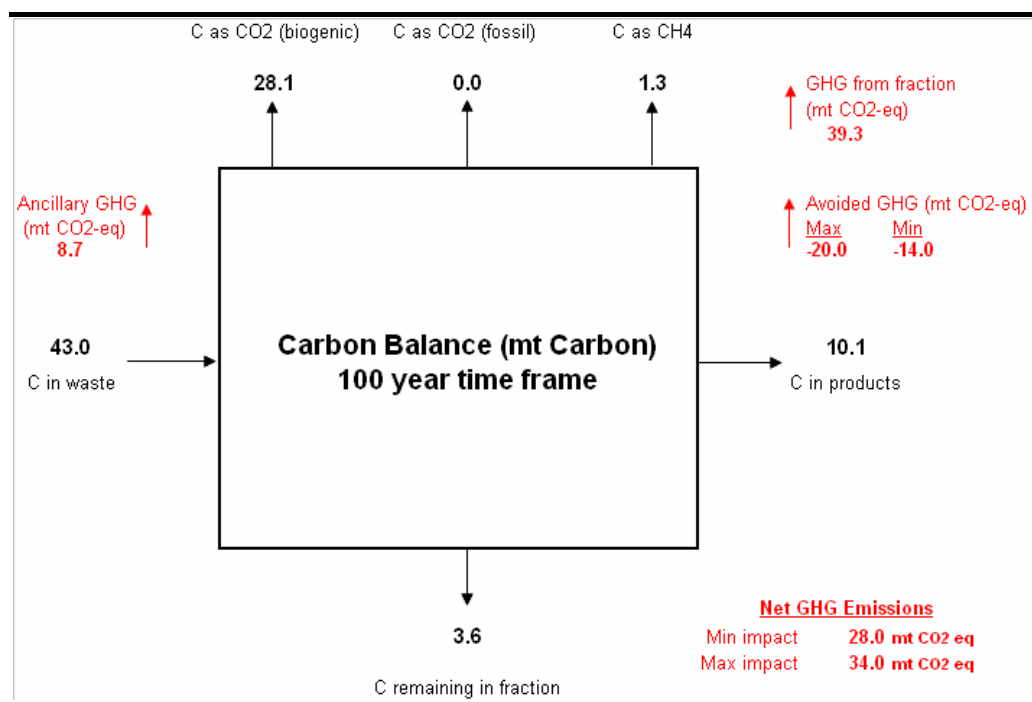 C as CO2 (biogenic) C as CO2 (fossil) C as CH4
28.1 0.0 1.3
GHG from fraction
(mt CO2-eq)
39.3
Ancillary GHG
(mt CO2-eq)
8.7
Avoided GHG (mt CO2-eq)
Max Min
-20.0 -14.0
43.0
C in waste
Carbon Balance (mt Carbon)
100 year time frame
10.1
C in products
3.6
C remaining in fraction
Net GHG Emissions
Min impact 28.0 mt CO2 eq
Max impact 34.0 mt CO2 eq